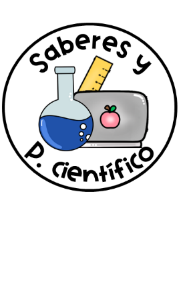 Saberes y
P. científico